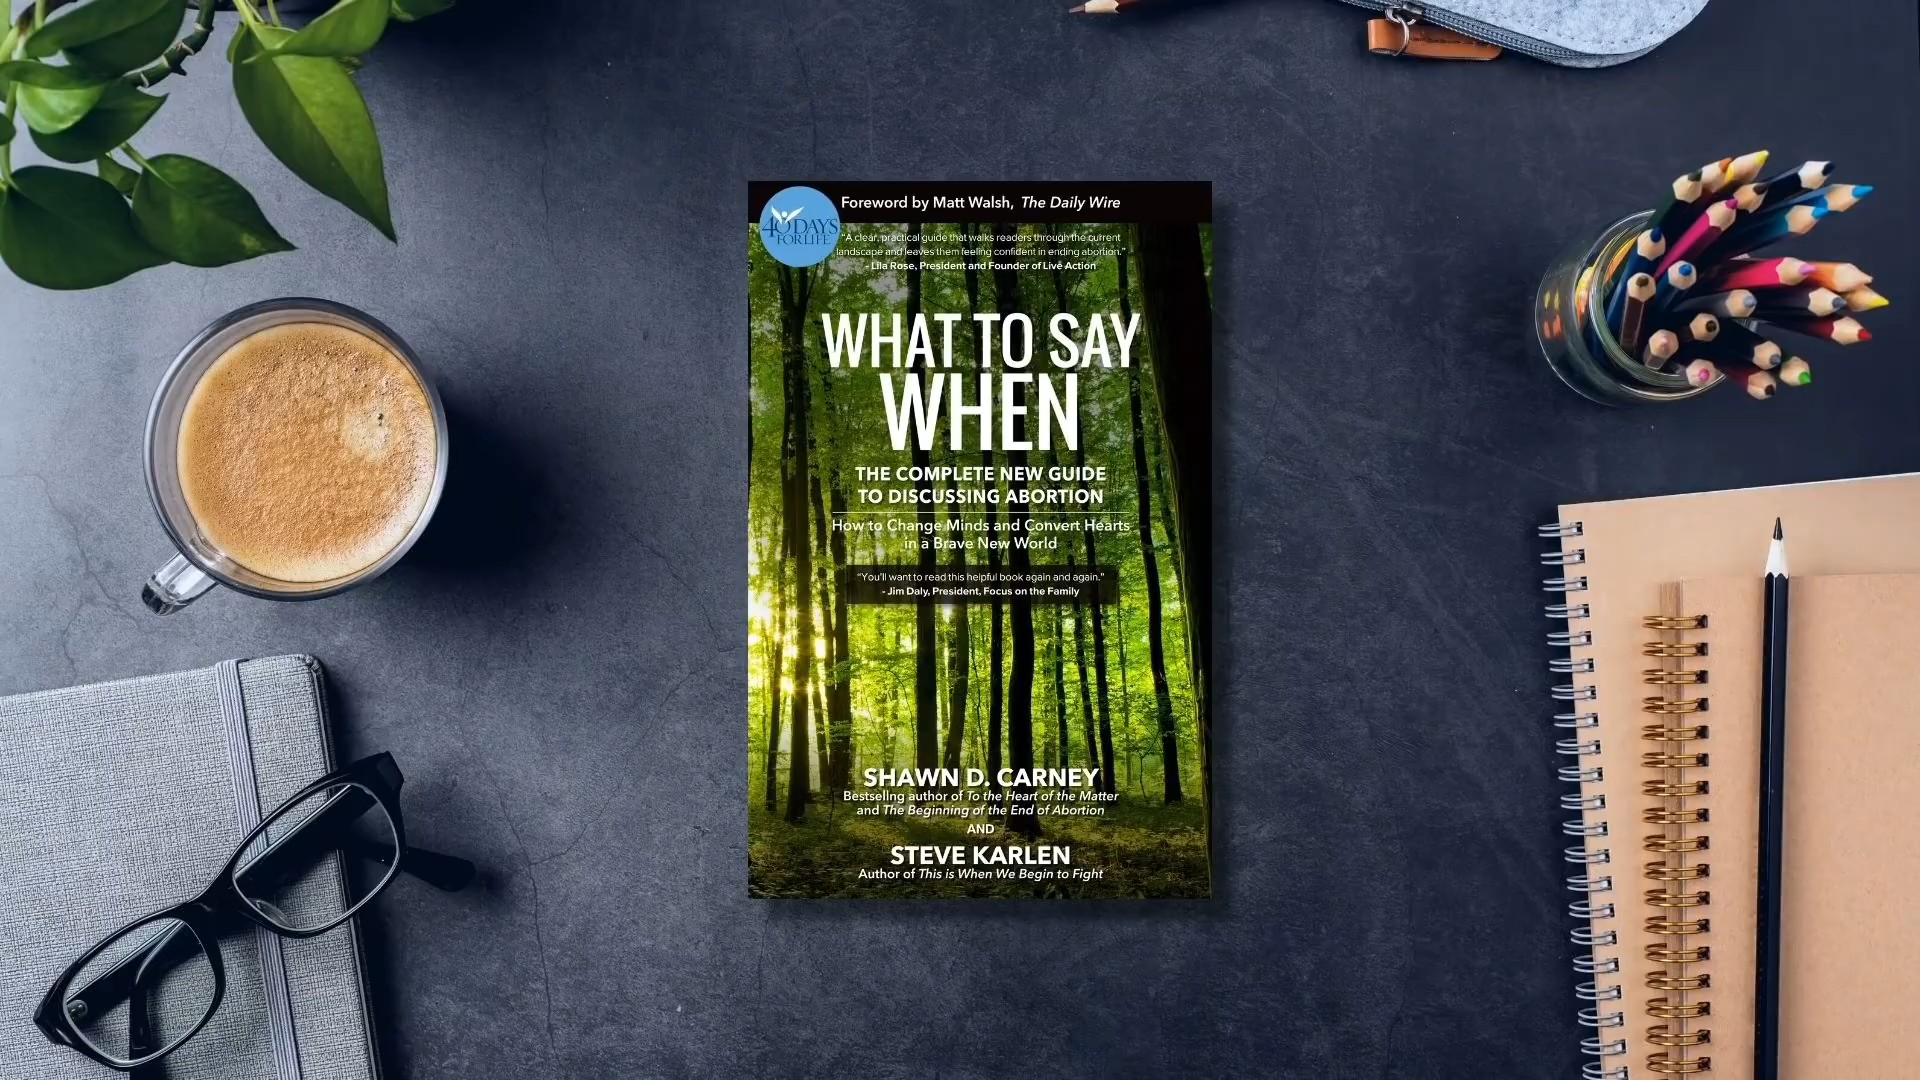 Foreword by Matt Walsh, The Daily Wire
40 DAYS
FOR LIFE
“A clear, practical guide that walks readers through the current
landscape and leaves them feeling confident in ending abortion.”
- Lila Rose, President and Founder of Live Action
WHAT TO SAY
WHEN
THE COMPLETE NEW GUIDE
TO DISCUSSING ABORTION
How to Change Minds and Convert Hearts
in a Brave New World
“You'll want to read this helpful book again and again.”
- Jim Daly, President, Focus on the Family
SHAWN D. CARNEY
Bestselling author of To the Heart of the Matter
and The Beginning of the End of Abortion
AND
STEVE KARLEN
Author of This is When We Begin to Fight